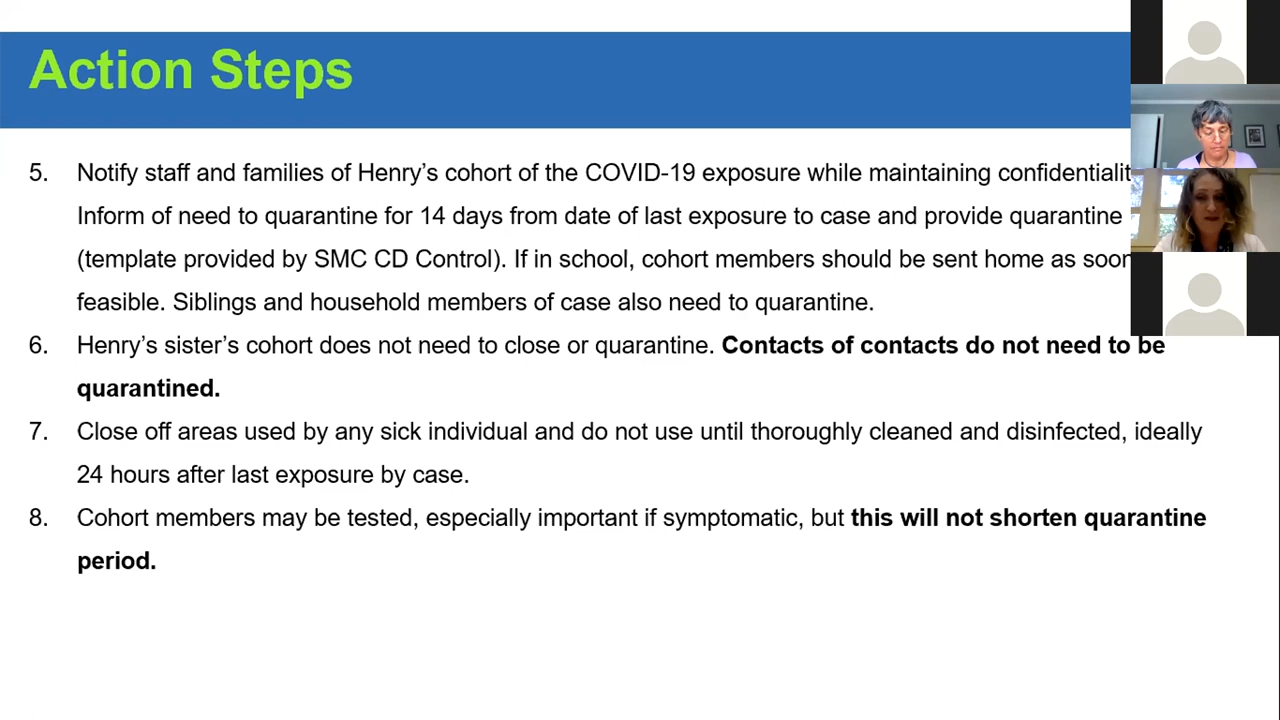 Action Steps
5. Notify staff and families of Henry’s cohort of the COVID-19 exposure while maintaining
Inform of need to quarantine for 14 days from date of last exposure to case and provide quarantine
(template provided by SMC CD Control). If in school, cohort members should be sent home as soon
feasible. Siblings and household members of case also need to quarantine.
6. Henry’s sister’s cohort does not need to close or quarantine. Contacts of contacts do not need to be
quarantined.
7. Close off areas used by any sick individual and do not use until thoroughly cleaned and disinfected, ideally
24 hours after last exposure by case.
8. Cohort members may be tested, especially important if symptomatic, but this will not shorten quarantine
period.